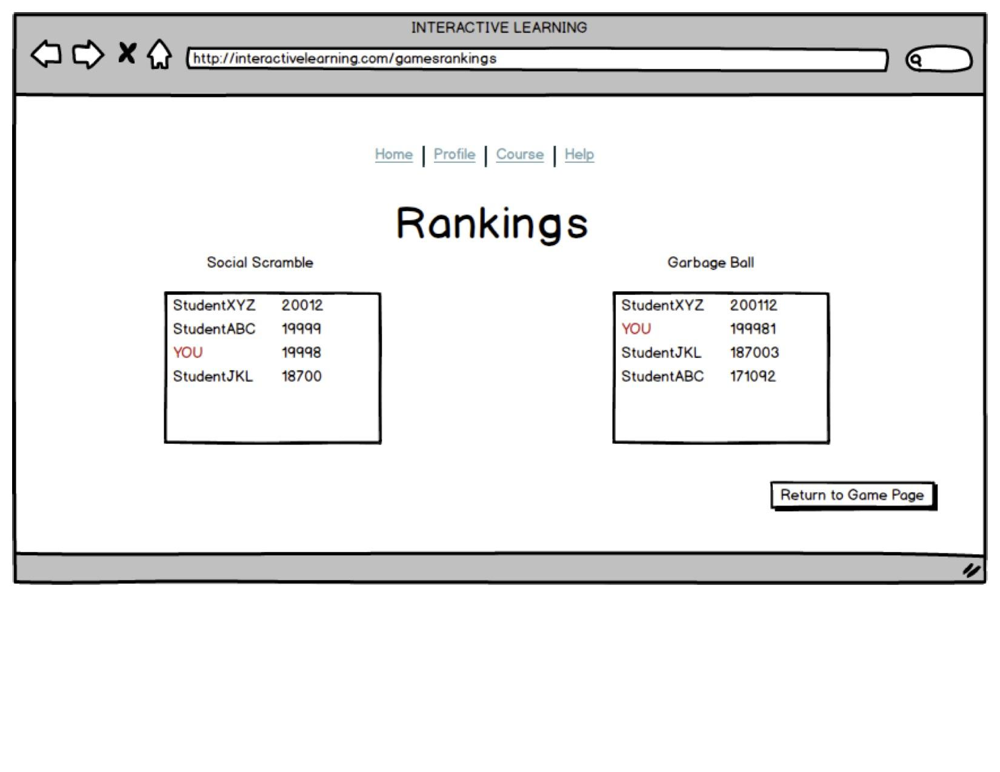 INTERACTIVE LEARNING
http://interactivelearning.com/gamesrankings
Home | Profile | Course | Help
Rankings
Social Scramble
StudentXYZ 20012
StudentABC 19999
YOU 19998
StudentJKL 18700
Garbage Ball
StudentXYZ 200112
YOU 199981
StudentJKL 187003
StudentABC 171092
Return to Game Page